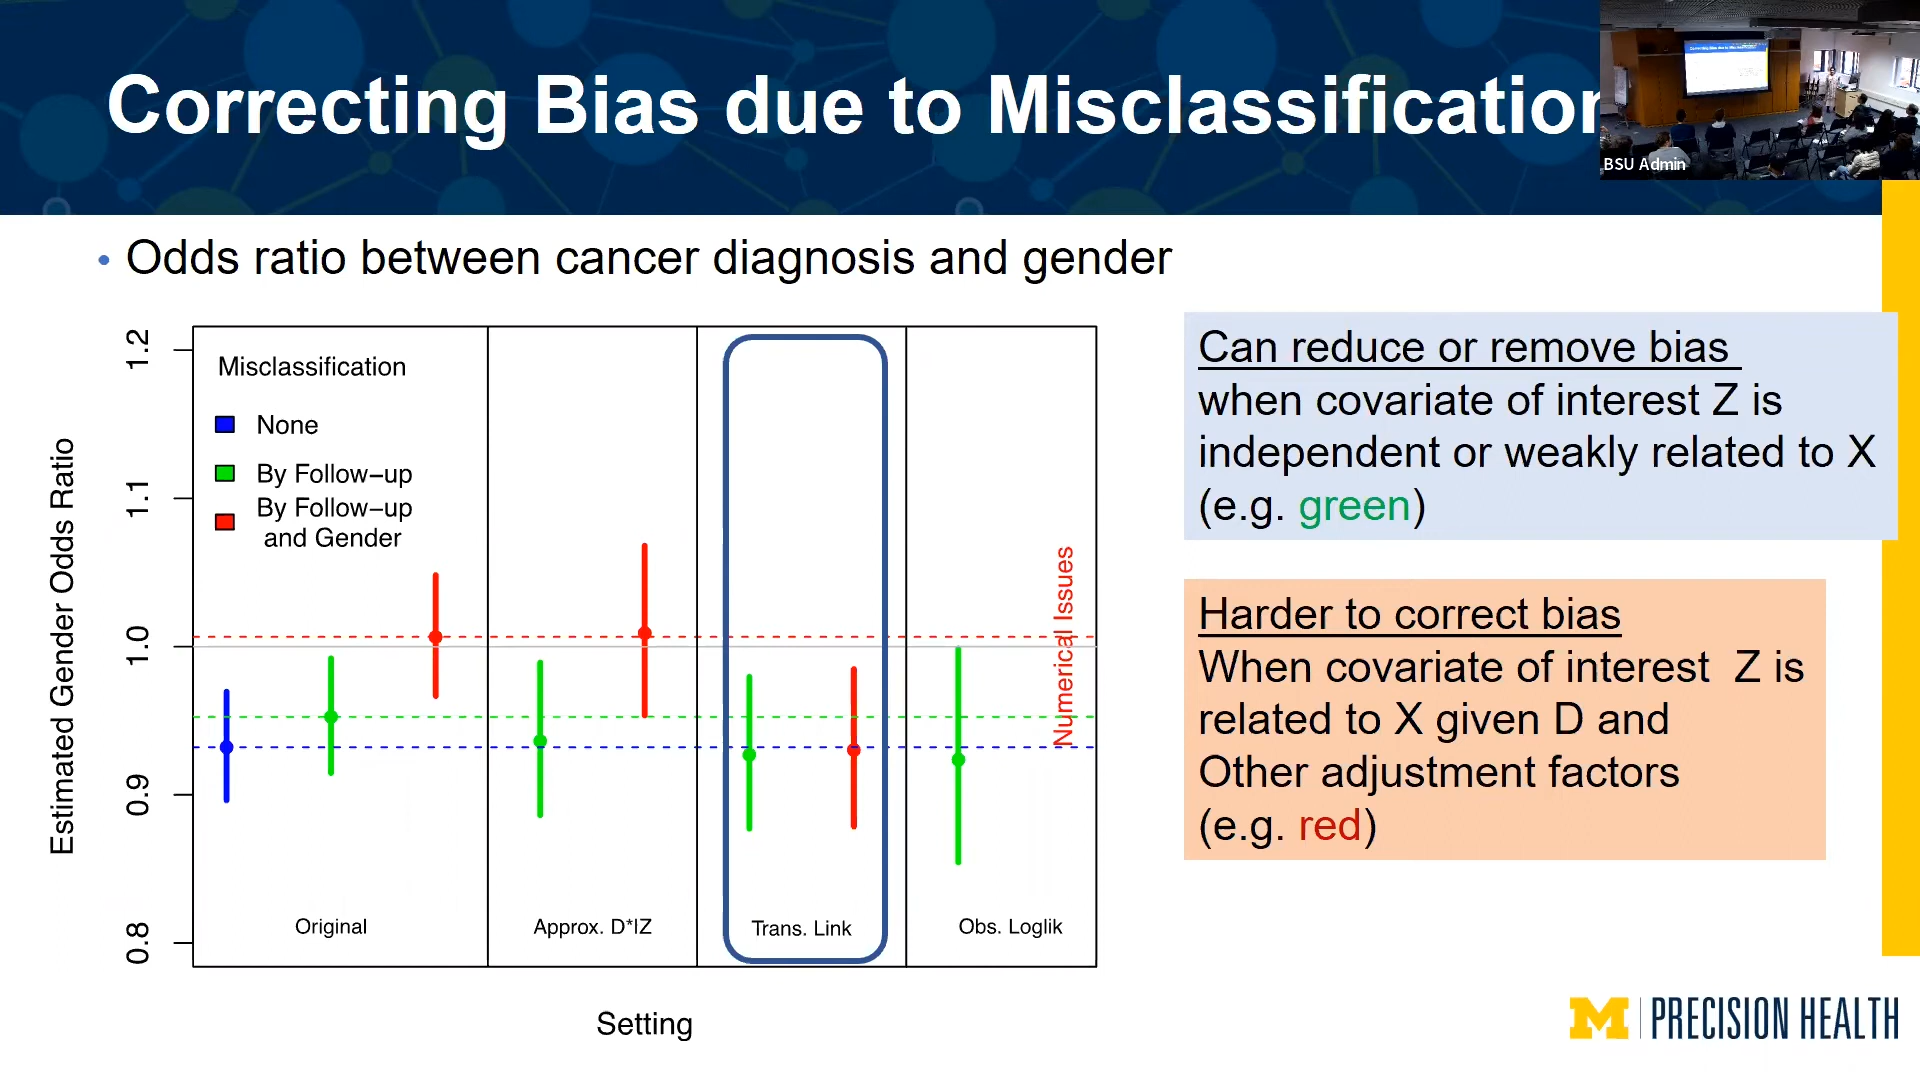 Correcting Bias due to Misclassification
BSU Admin
• Odds ratio between cancer diagnosis and gender
Estimated Gender Odds Ratio
1.2
1.1
1.0
0.9
0.8
Misclassification
None
By Follow-up
By Follow-up
and Gender
Numerical Issues
Original
Approx. D*|Z
Trans. Link
Obs. Loglik
Setting
Can reduce or remove bias
when covariate of interest Z is
independent or weakly related to X
(e.g. green)
Harder to correct bias
When covariate of interest Z is
related to X given D and
Other adjustment factors
(e.g. red)
M PRECISION HEALTH